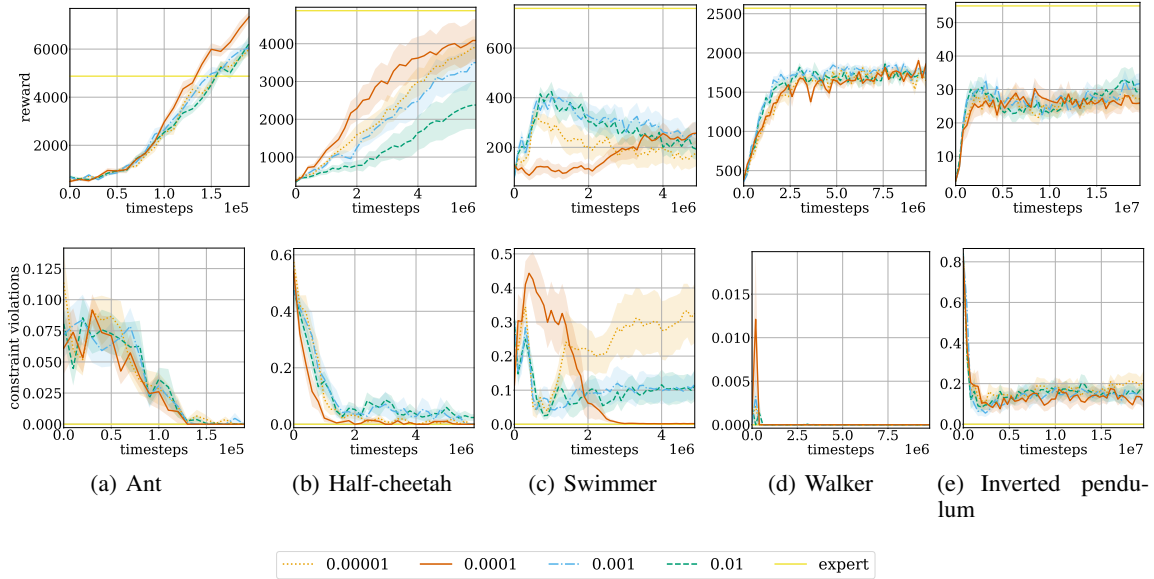 reward
6000
4000
2000
0.0 0.5 1.0 1.5
timesteps 1e5
4000
3000
2000
1000
2 4
timesteps 1e6
600
400
200
0
0 2 4
timesteps 1e6
2500
2000
1500
1000
500
0.0 2.5 5.0 7.5
timesteps 1e6
50
40
30
20
10
0.0 0.5 1.0 1.5
timesteps 1e7
constraint violations
0.125
0.100
0.075
0.050
0.025
0.000
0.0 0.5 1.0 1.5
timesteps 1e5
0.6
0.4
0.2
0.0
0 2 4
timesteps 1e6
0.5
0.4
0.3
0.2
0.1
0.0
0 2 4
timesteps 1e6
0.015
0.010
0.005
0.000
0.0 2.5 5.0 7.5
timesteps 1e6
0.8
0.6
0.4
0.2
0.0
0.0 0.5 1.0 1.5
timesteps 1e7
(a) Ant
(b) Half-cheetah
(c) Swimmer
(d) Walker
(e) Inverted pendu-
lum
0.00001 0.0001 0.001 0.01 expert